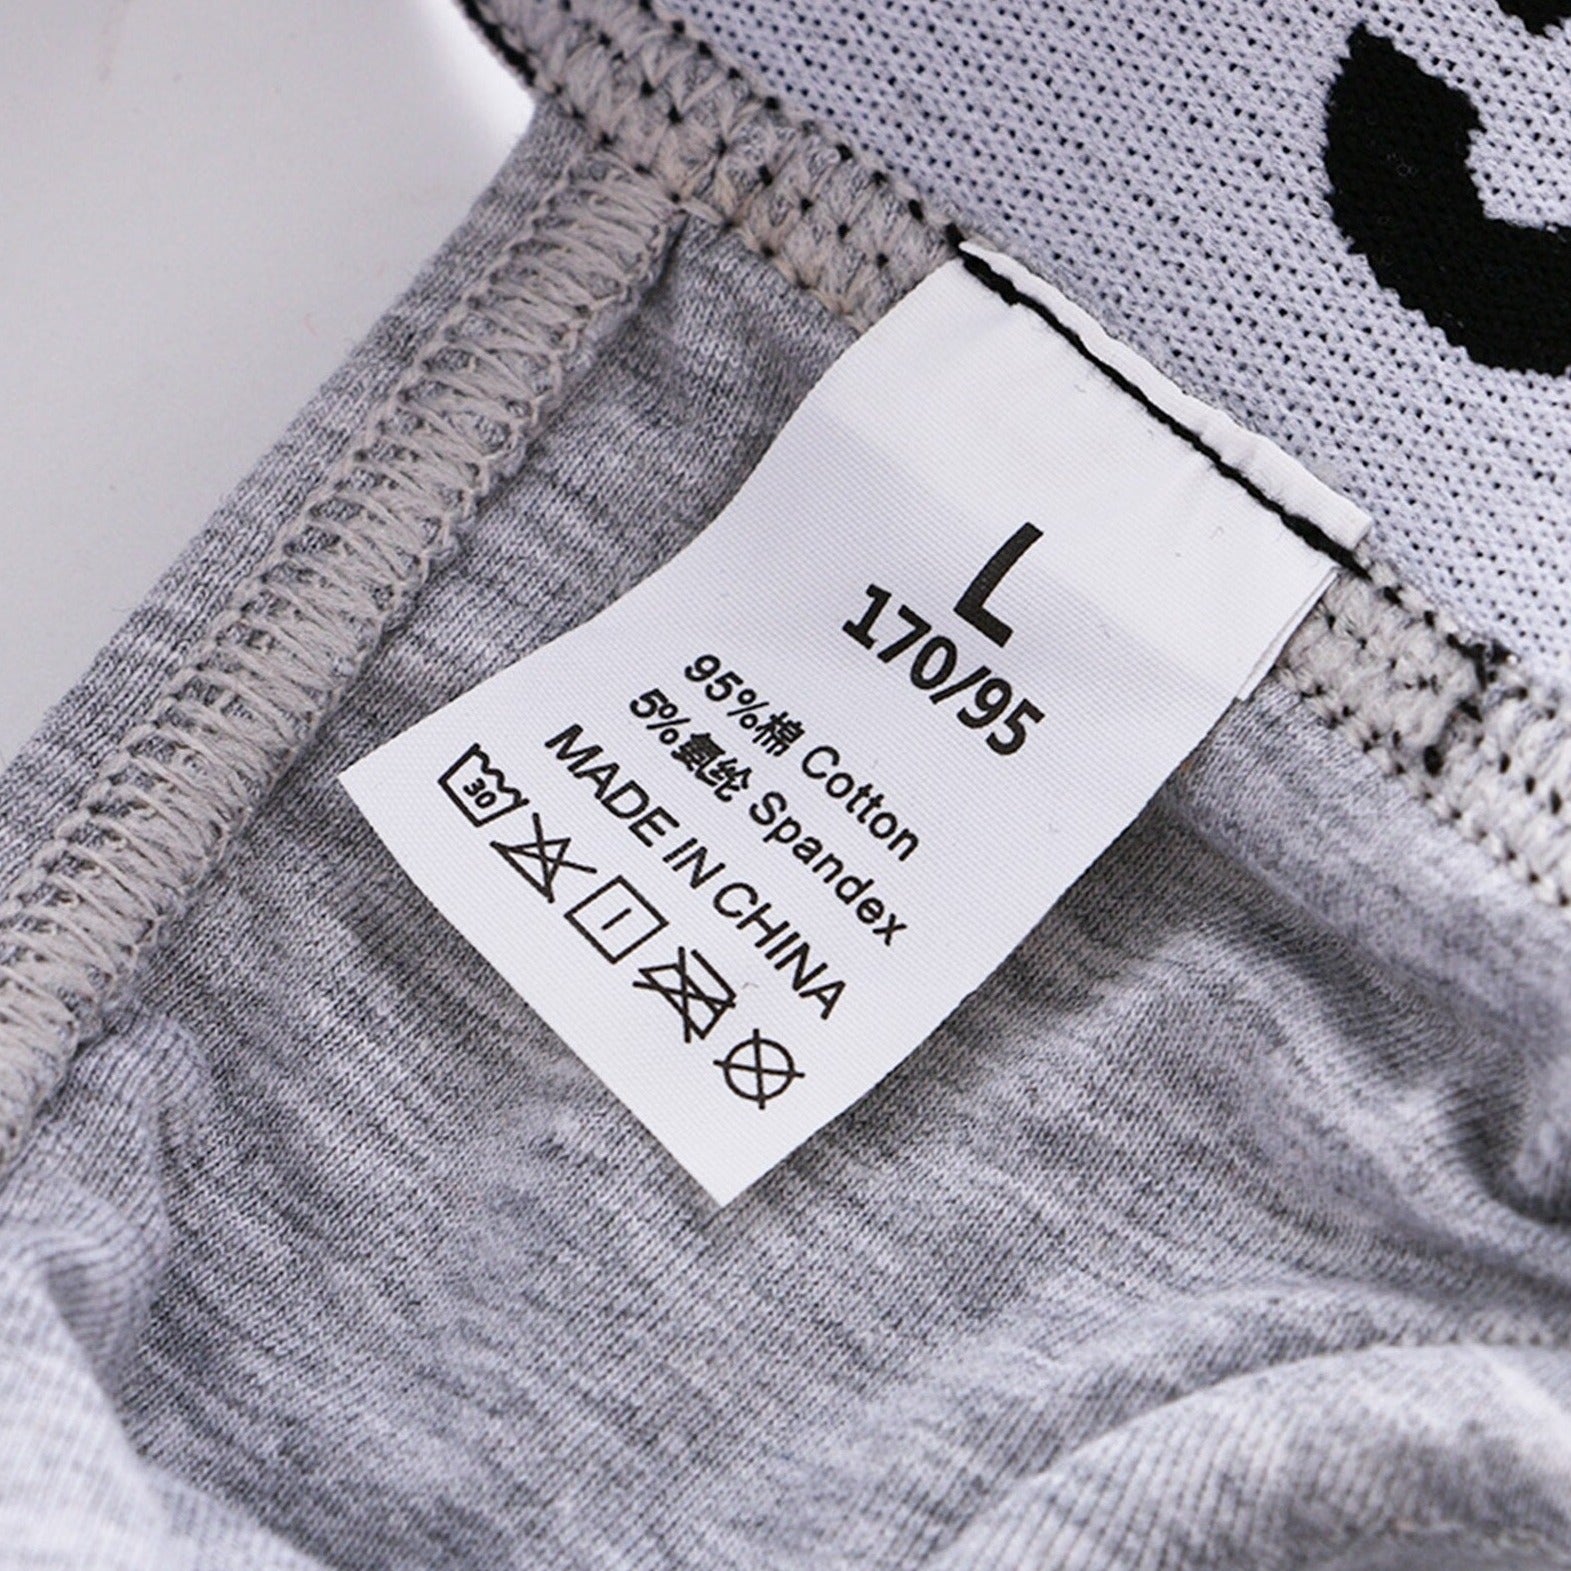 L
170/95
95%棉 Cotton
5%氨纶 Spandex
MADE IN CHINA
30